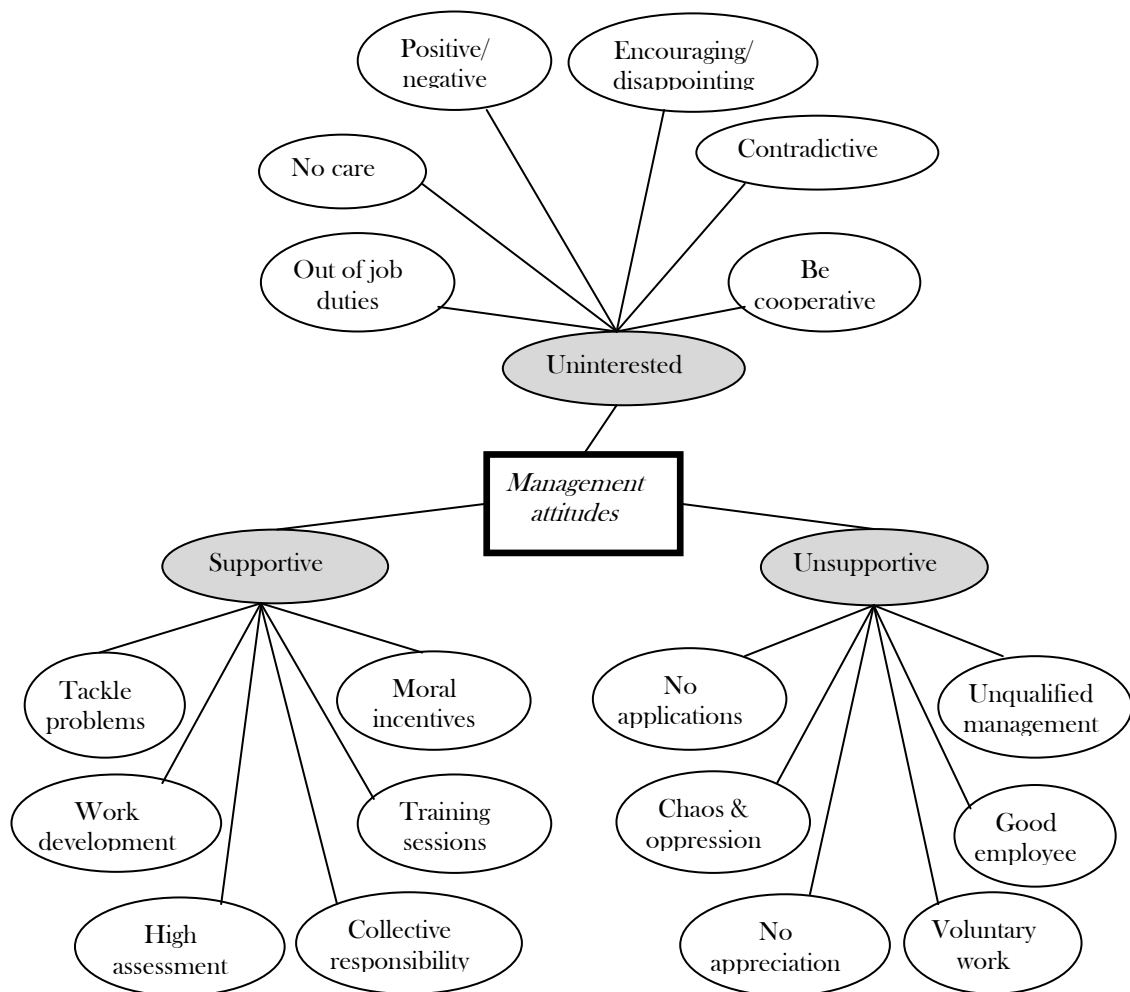 Positive/
negative
Encouraging/
disappointing
No care
Contradictive
Out of job
duties
Be
cooperative
Uninterested
Management
attitudes
Supportive
Unsupportive
Tackle
problems
Moral
incentives
No
applications
Unqualified
management
Work
development
Training
sessions
Chaos &
oppression
Good
employee
High
assessment
Collective
responsibility
No
appreciation
Voluntary
work